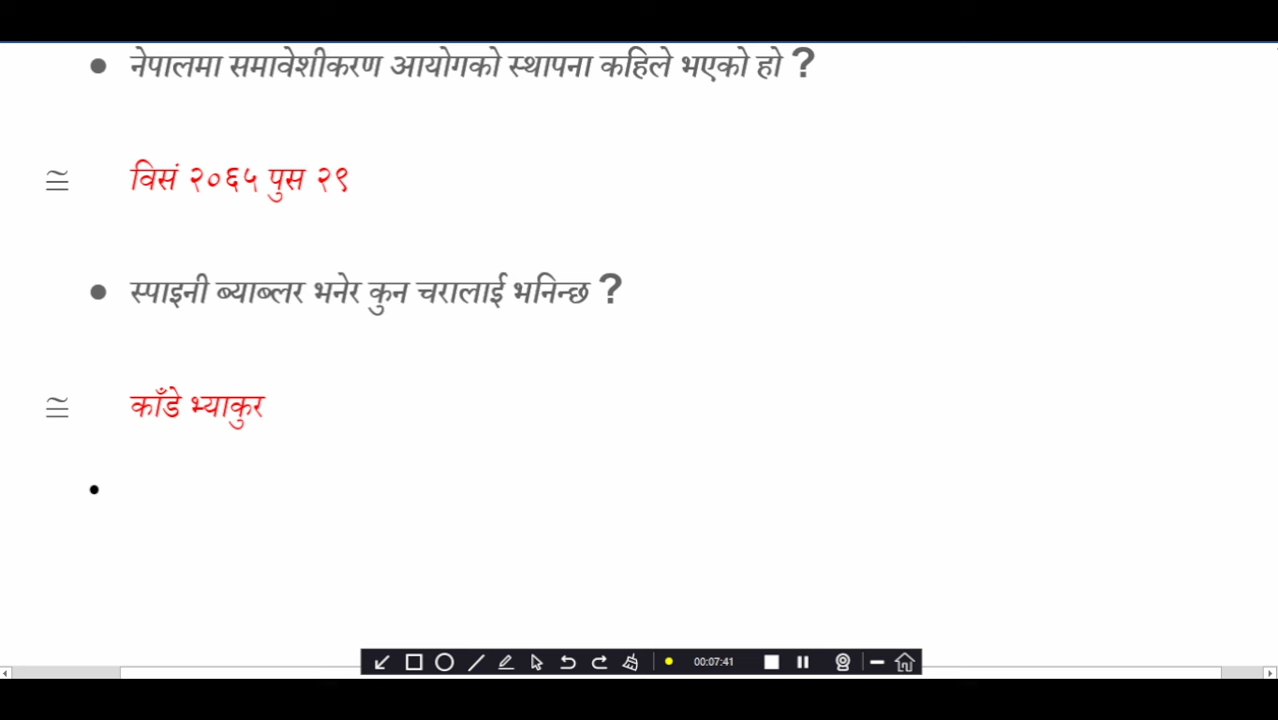 ● नेपालमा समावेशीकरण आयोगको स्थापना कहिले भएको हो ?
≅ विसं २०६५ पुस २९
● स्पाइनी ब्याब्लर भनेर कुन चरालाई भनिन्छ ?
≅ काँडे भ्याकुर
•
00:07:41